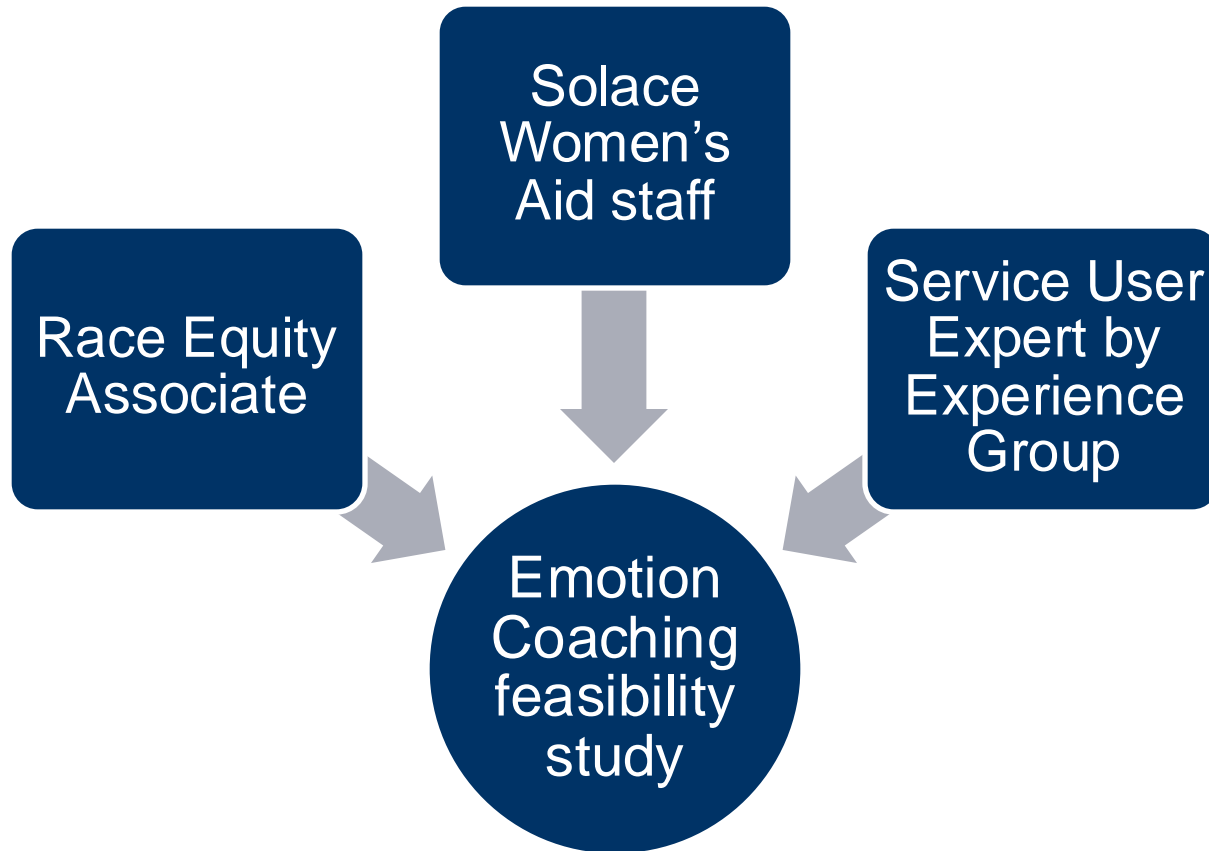 Solace
Women’s
Aid staff
Race Equity
Associate
Service User
Expert by
Experience
Group
Emotion
Coaching
feasibility
study